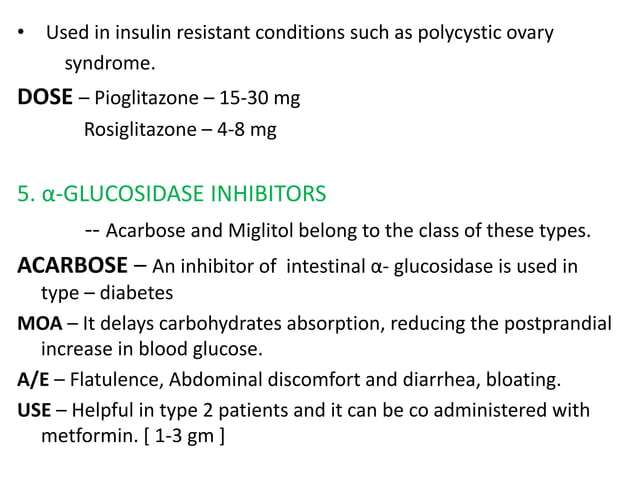 • Used in insulin resistant conditions such as polycystic ovary
syndrome.
DOSE – Pioglitazone – 15-30 mg
Rosiglitazone – 4-8 mg
5. α-GLUCOSIDASE INHIBITORS
-- Acarbose and Miglitol belong to the class of these types.
ACARBOSE – An inhibitor of intestinal α- glucosidase is used in
type – diabetes
MOA – It delays carbohydrates absorption, reducing the postprandial
increase in blood glucose.
A/E – Flatulence, Abdominal discomfort and diarrhea, bloating.
USE – Helpful in type 2 patients and it can be co administered with
metformin. [ 1-3 gm ]